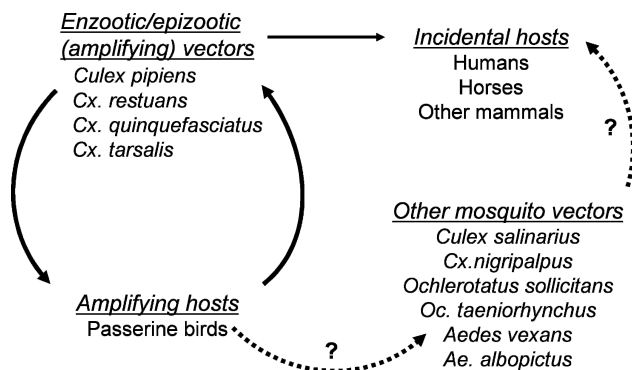 Enzootic/epizootic
(amplifying) vectors
Culex pipiens
Cx. restuans
Cx. quinquefasciatus
Cx. tarsalis
Incidental hosts
Humans
Horses
Other mammals
?
Other mosquito vectors
Culex salinarius
Cx.nigripalpus
Ochlerotatus sollicitans
Oc. taeniorhynchus
Aedes vexans
Ae. albopictus
Amplifying hosts
Passerine birds
?